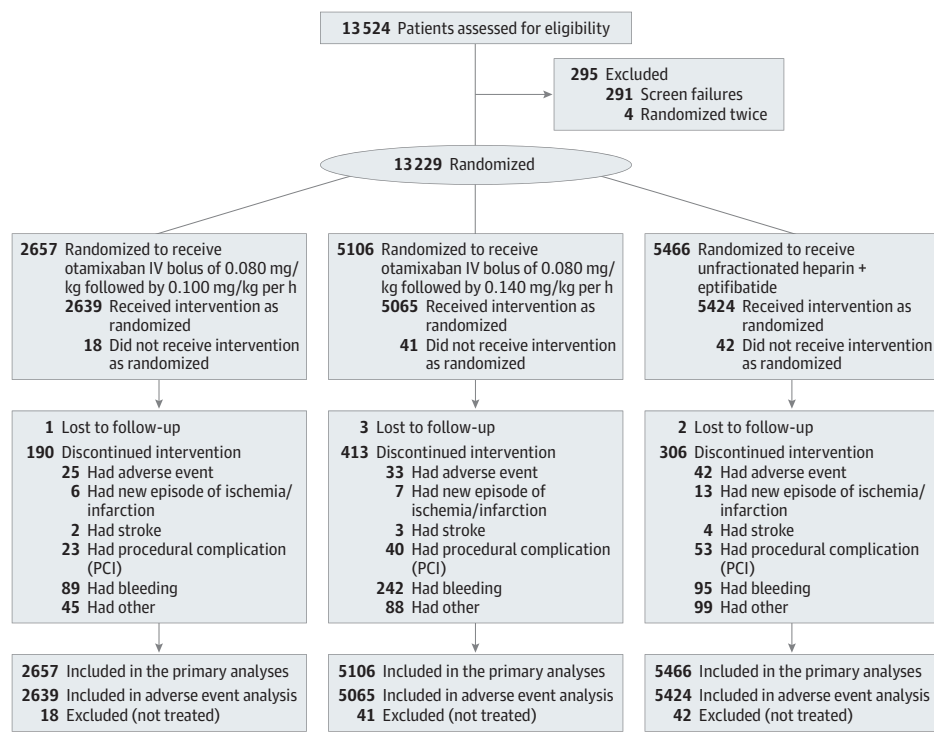 13 524 Patients assessed for eligibility
295 Excluded
291 Screen failures
4 Randomized twice
13 229 Randomized
2657 Randomized to receive
otamixaban IV bolus of 0.080 mg/
kg followed by 0.100 mg/kg per h
2639 Received intervention as
randomized
18 Did not receive intervention
as randomized
5106 Randomized to receive
otamixaban IV bolus of 0.080 mg/
kg followed by 0.140 mg/kg per h
5065 Received intervention as
randomized
41 Did not receive intervention
as randomized
5466 Randomized to receive
unfractionated heparin +
eptifibatide
5424 Received intervention as
randomized
42 Did not receive intervention
as randomized
1 Lost to follow-up
190 Discontinued intervention
25 Had adverse event
6 Had new episode of ischemia/
infarction
2 Had stroke
23 Had procedural complication
(PCI)
89 Had bleeding
45 Had other
3 Lost to follow-up
413 Discontinued intervention
33 Had adverse event
7 Had new episode of
ischemia/infarction
3 Had stroke
40 Had procedural complication
(PCI)
242 Had bleeding
88 Had other
2 Lost to follow-up
306 Discontinued intervention
42 Had adverse event
13 Had new episode of ischemia/
infarction
4 Had stroke
53 Had procedural complication
(PCI)
95 Had bleeding
99 Had other
2657 Included in the primary analyses
2639 Included in adverse event analysis
18 Excluded (not treated)
5106 Included in the primary analyses
5065 Included in adverse event analysis
41 Excluded (not treated)
5466 Included in the primary analyses
5424 Included in adverse event analysis
42 Excluded (not treated)